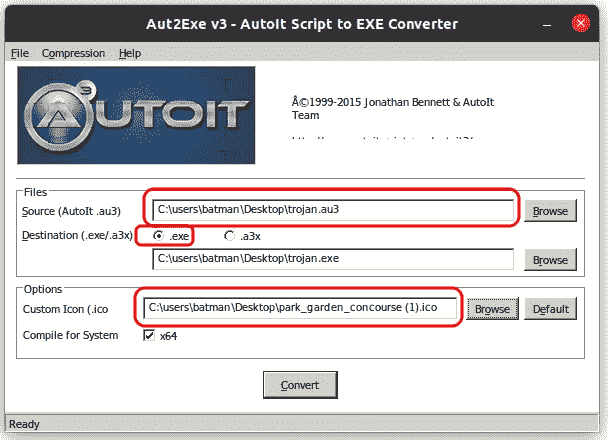 Aut2Exe v3 - AutoIt Script to EXE Converter
File Compression Help
AUTOIT
3
Â©1999-2015 Jonathan Bennett & AutoIt
Team
Files
Source (AutoIt .au3) C:\users\batman\Desktop\trojan.au3 Browse
Destination (.exe/.a3x) .exe .a3x
C:\users\batman\Desktop\trojan.exe Browse
Options
Custom Icon (.ico C:\users\batman\Desktop\park_garden_concourse (1).ico Browse Default
Compile for System x64
Convert
Ready